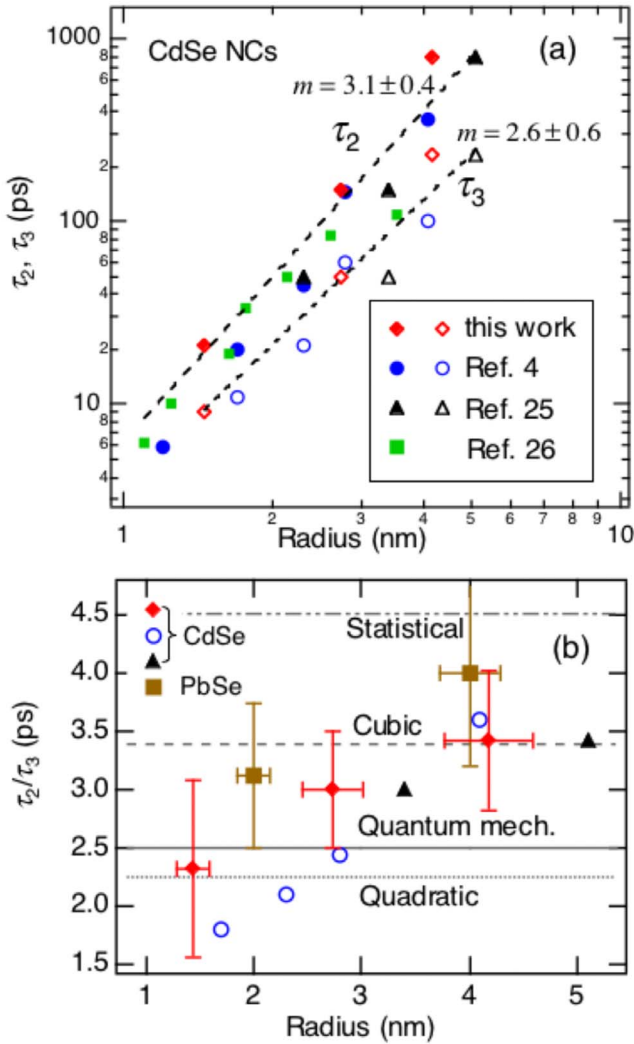 1000
8
6
4
2
100
8
6
4
2
10
8
6
4
τ2, τ3 (ps)
CdSe NCs
(a)
m = 3.1±0.4
τ2
m = 2.6±0.6
τ3
this work
Ref. 4
Ref. 25
Ref. 26
1 2 3 4 5 6 7 8 9 10
Radius (nm)
4.5
4.0
3.5
3.0
2.5
2.0
1.5
τ2/τ3 (ps)
CdSe
PbSe
(b)
Statistical
Cubic
Quantum mech.
Quadratic
1 2 3 4 5
Radius (nm)